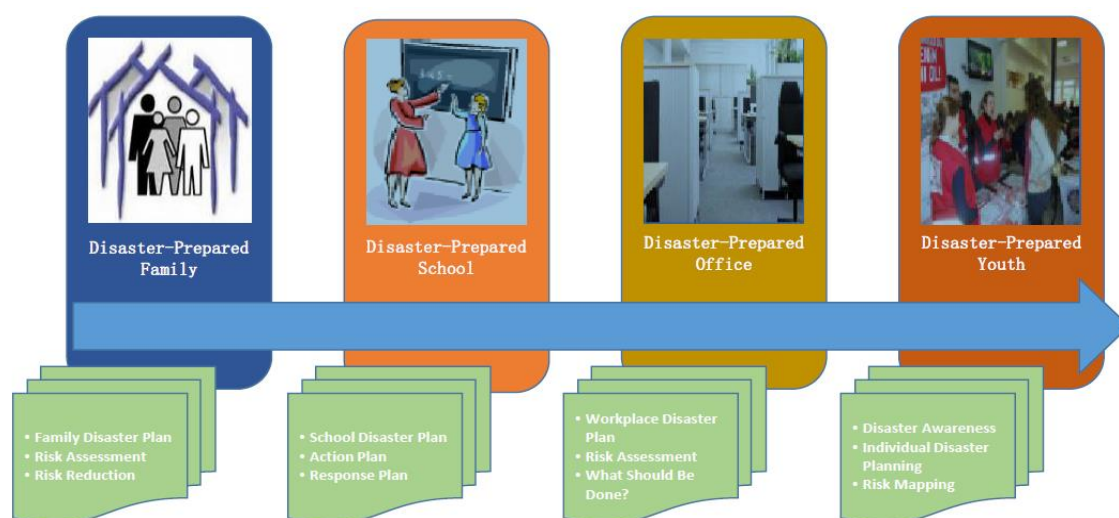 Disaster-Prepared
Family
Disaster-Prepared
School
Disaster-Prepared
Office
Disaster-Prepared
Youth
• Family Disaster Plan
• Risk Assessment
• Risk Reduction
• School Disaster Plan
• Action Plan
• Response Plan
• Workplace Disaster
Plan
• Risk Assessment
• What Should Be
Done?
• Disaster Awareness
• Individual Disaster
Planning
• Risk Mapping